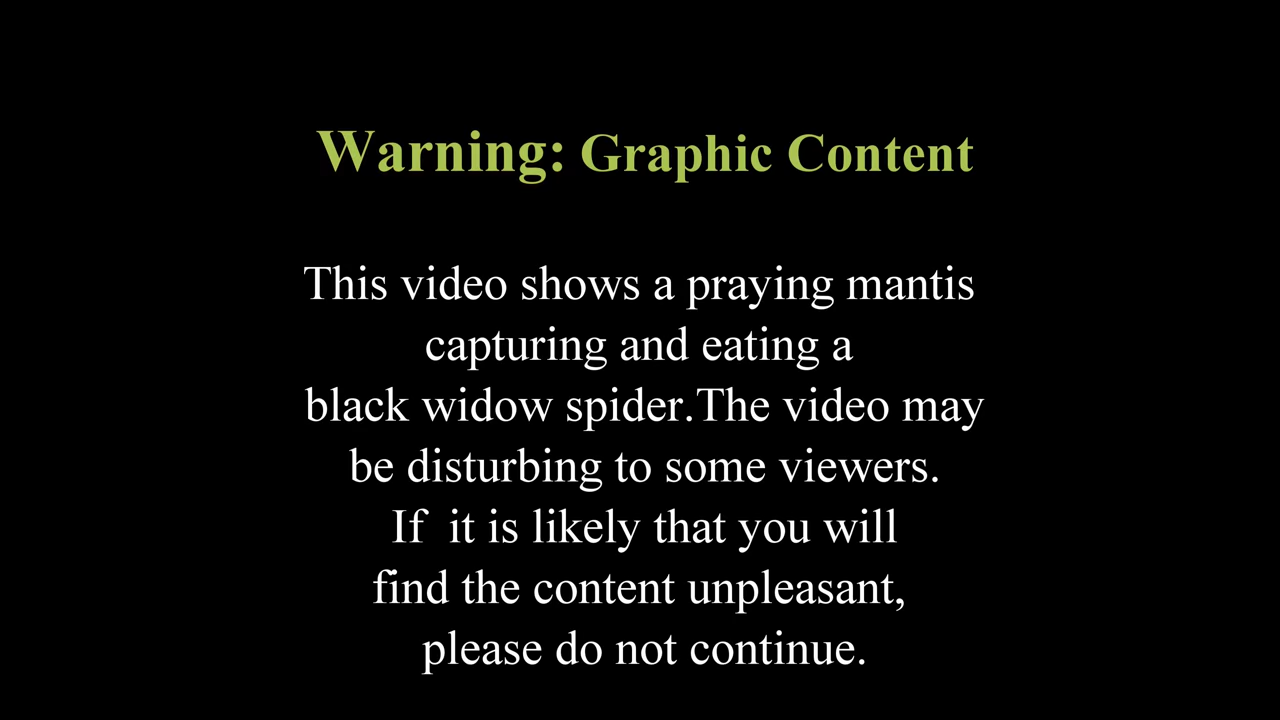 Warning: Graphic Content
This video shows a praying mantis
capturing and eating a
black widow spider.The video may
be disturbing to some viewers.
If  it is likely that you will
find the content unpleasant,
please do not continue.